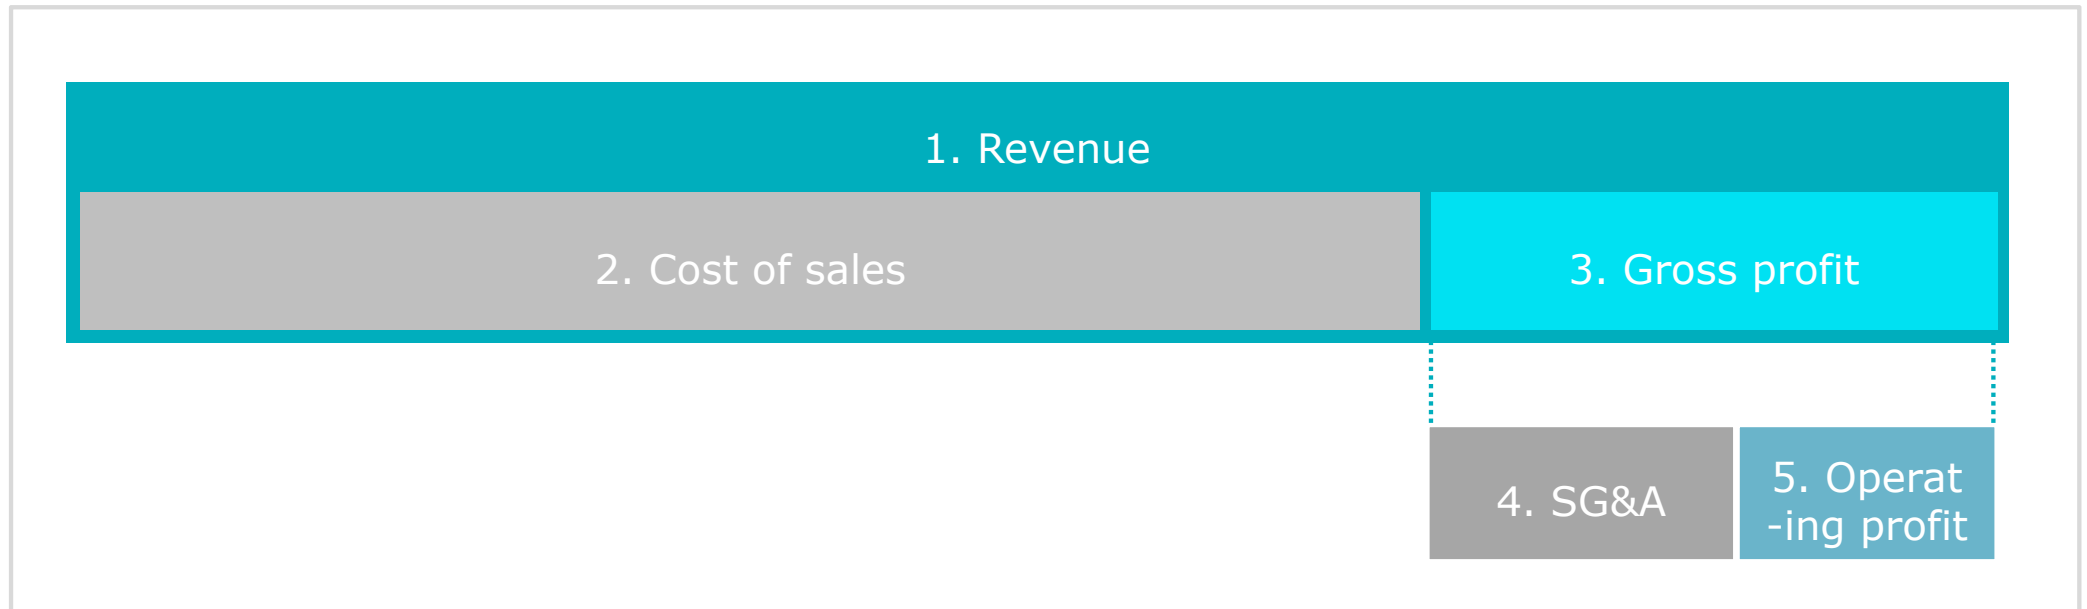 1. Revenue
2. Cost of sales
3. Gross profit
4. SG&A
5. Operat
-ing profit